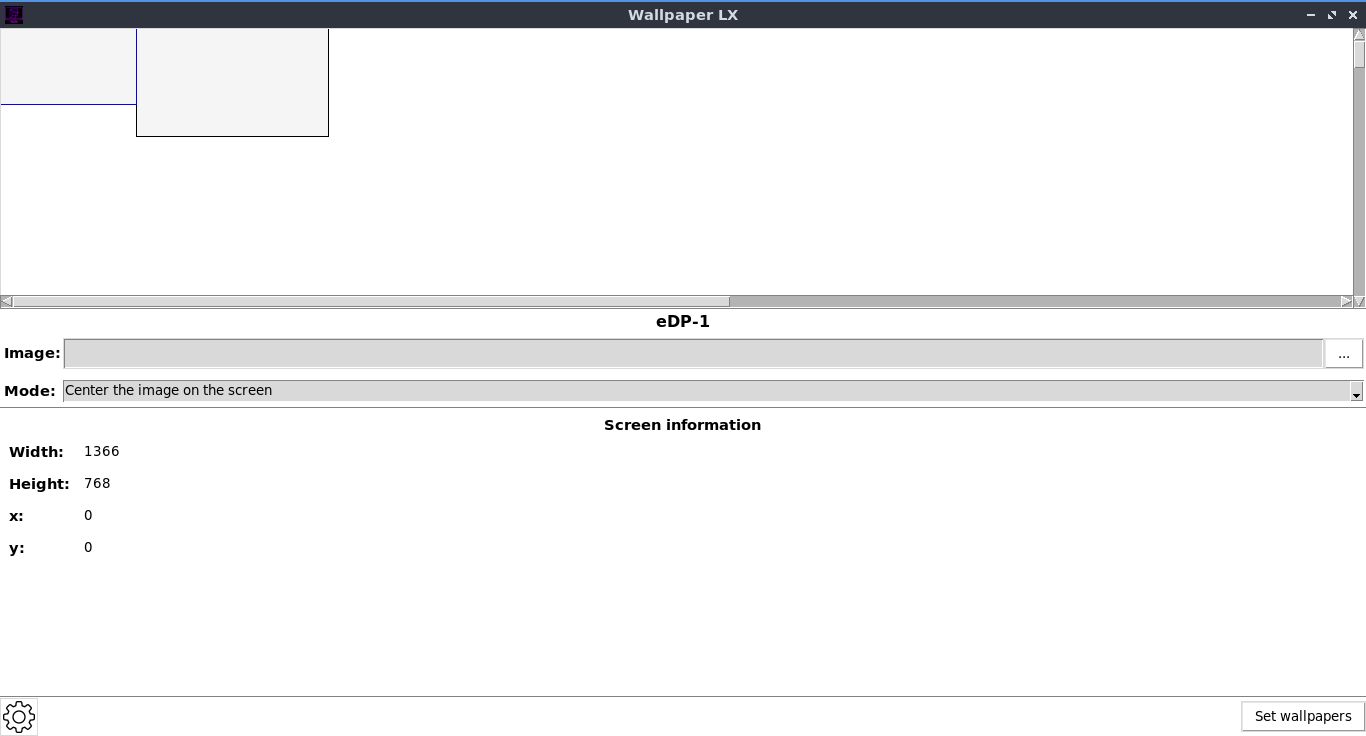 Wallpaper LX
eDP-1
Image: ...
Mode: Center the image on the screen
Screen information
Width: 1366
Height: 768
x: 0
y: 0
Set wallpapers